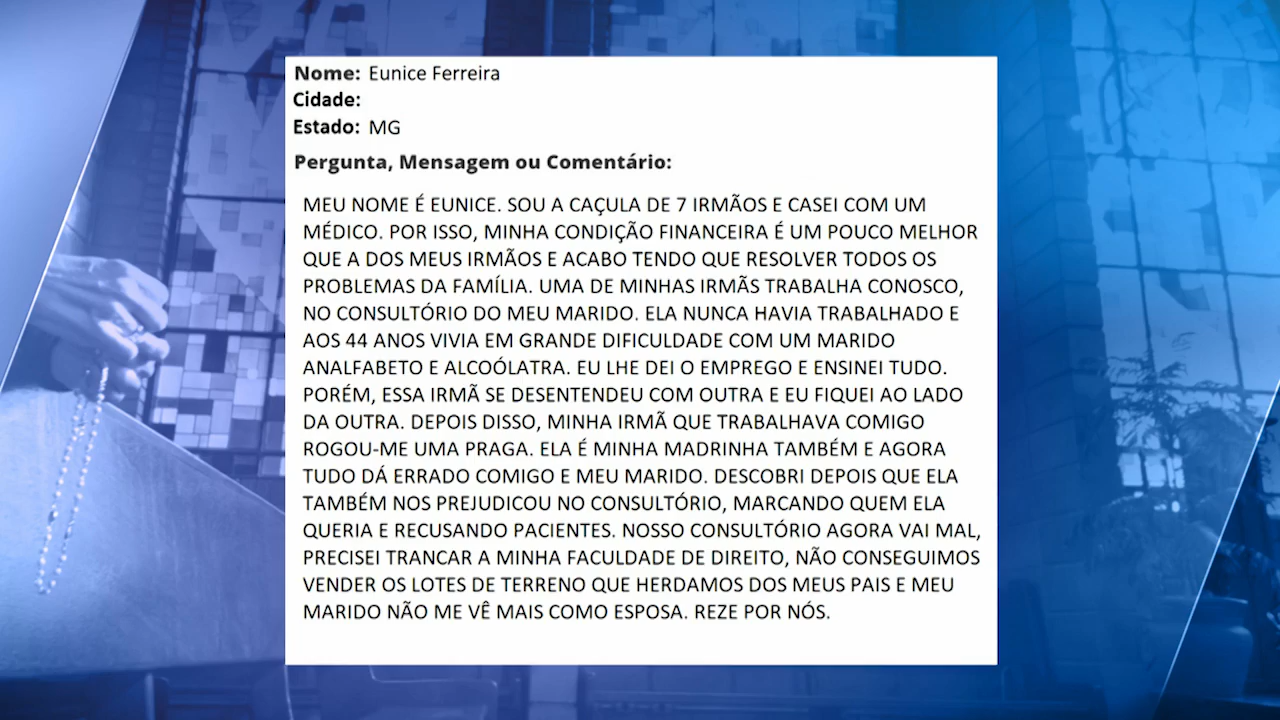 Nome: Eunice Ferreira
Cidade:
Estado: MG
Pergunta, Mensagem ou Comentário:
MEU NOME É EUNICE. SOU A CAÇULA DE 7 IRMÃOS E CASEI COM UM
MÉDICO. POR ISSO, MINHA CONDIÇÃO FINANCEIRA É UM POUCO MELHOR
QUE A DOS MEUS IRMÃOS E ACABO TENDO QUE RESOLVER TODOS OS
PROBLEMAS DA FAMÍLIA. UMA DE MINHAS IRMÃS TRABALHA CONOSCO,
NO CONSULTÓRIO DO MEU MARIDO. ELA NUNCA HAVIA TRABALHADO E
AOS 44 ANOS VIVIA EM GRANDE DIFICULDADE COM UM MARIDO
ANALFABETO E ALCOÓLATRA. EU LHE DEI O EMPREGO E ENSINEI TUDO.
PORÉM, ESSA IRMÃ SE DESENTENDEU COM OUTRA E EU FIQUEI AO LADO
DA OUTRA. DEPOIS DISSO, MINHA IRMÃ QUE TRABALHAVA COMIGO
ROGOU-ME UMA PRAGA. ELA É MINHA MADRINHA TAMBÉM E AGORA
TUDO DÁ ERRADO COMIGO E MEU MARIDO. DESCOBRI DEPOIS QUE ELA
TAMBÉM NOS PREJUDICOU NO CONSULTÓRIO, MARCANDO QUEM ELA
QUERIA E RECUSANDO PACIENTES. NOSSO CONSULTÓRIO AGORA VAI MAL,
PRECISEI TRANCAR A MINHA FACULDADE DE DIREITO, NÃO CONSEGUIMOS
VENDER OS LOTES DE TERRENO QUE HERDAMOS DOS MEUS PAIS E MEU
MARIDO NÃO ME VÊ MAIS COMO ESPOSA. REZE POR NÓS.